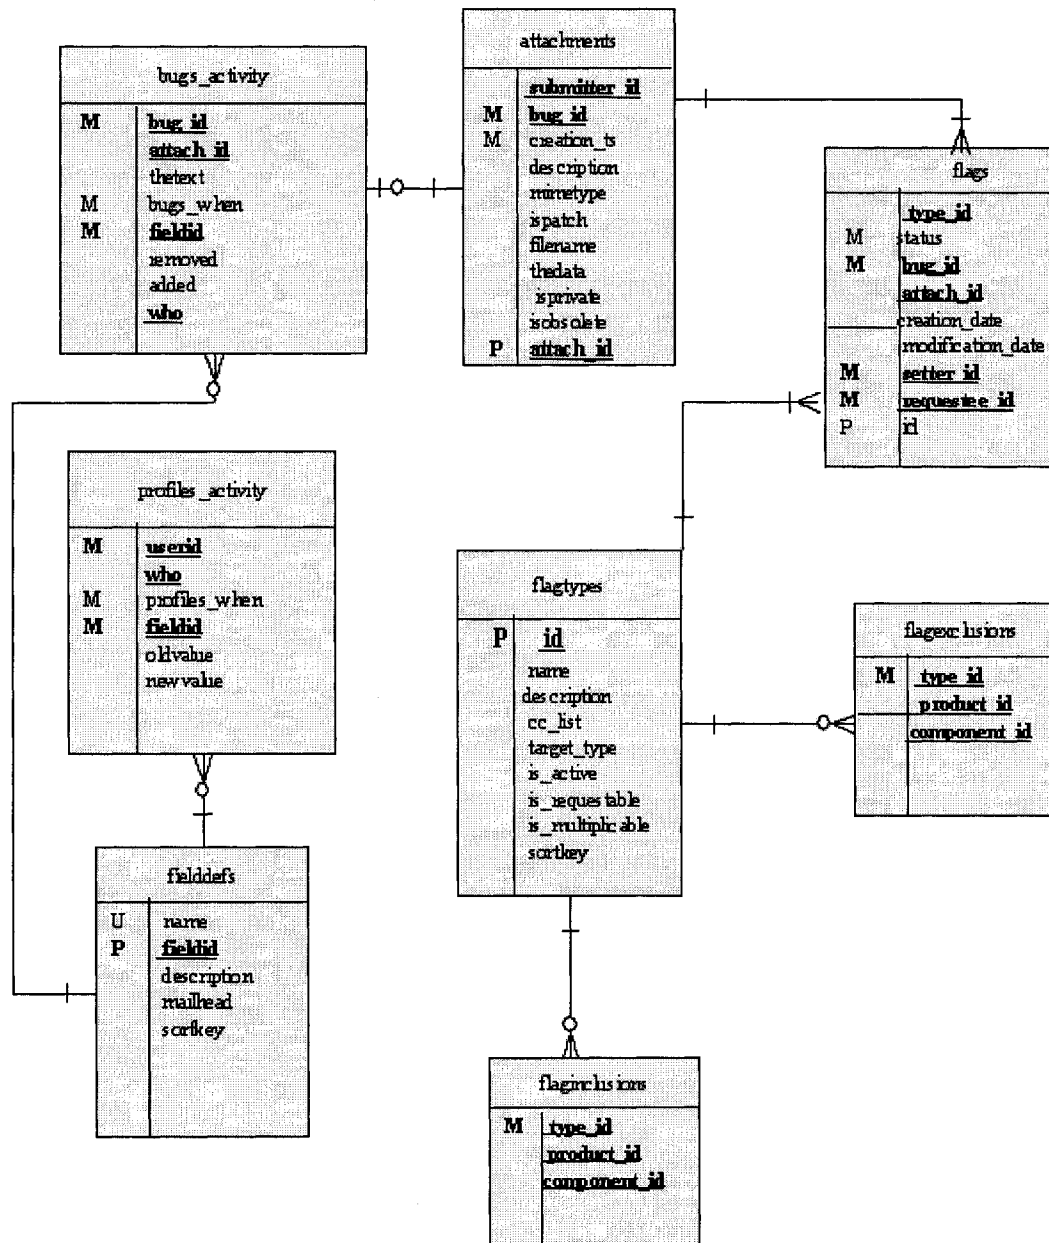 attachments
submitter_id
M bug_id
M creation_ts
description
mimetype
ispatch
filename
thedata
isprivate
isobsolete
P attach_id
bugs_activity
M bug_id
attach_id
thetext
M bugs_when
M fieldid
removed
added
who
flags
type_id
M status
M bug_id
attach_id
creation_date
modification_date
M setter_id
M requestee_id
P id
profiles_activity
M userid
who
M profiles_when
M fieldid
oldvalue
newvalue
flagtypes
P id
name
description
cc_list
target_type
is_active
is_requestable
is_multiplicable
sortkey
flagexclusions
M type_id
product_id
component_id
fielddefs
U name
P fieldid
description
mailhead
sortkey
flaginclusions
M type_id
product_id
component_id